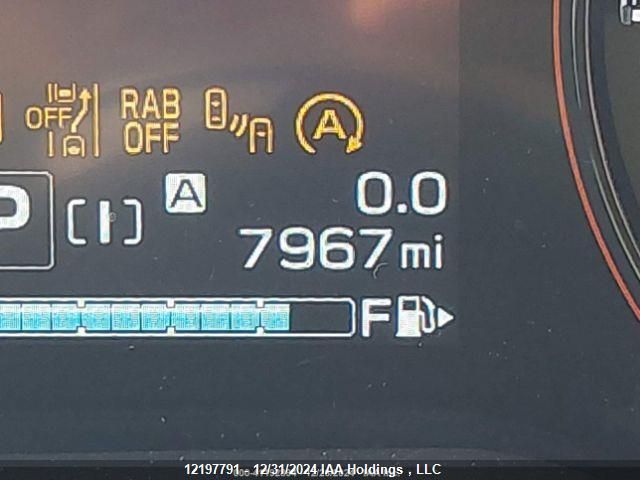 OFF
RAB
OFF
A
P [I] A 0.0
7967 mi
F
12197791 - 12/31/2024 IAA Holdings , LLC